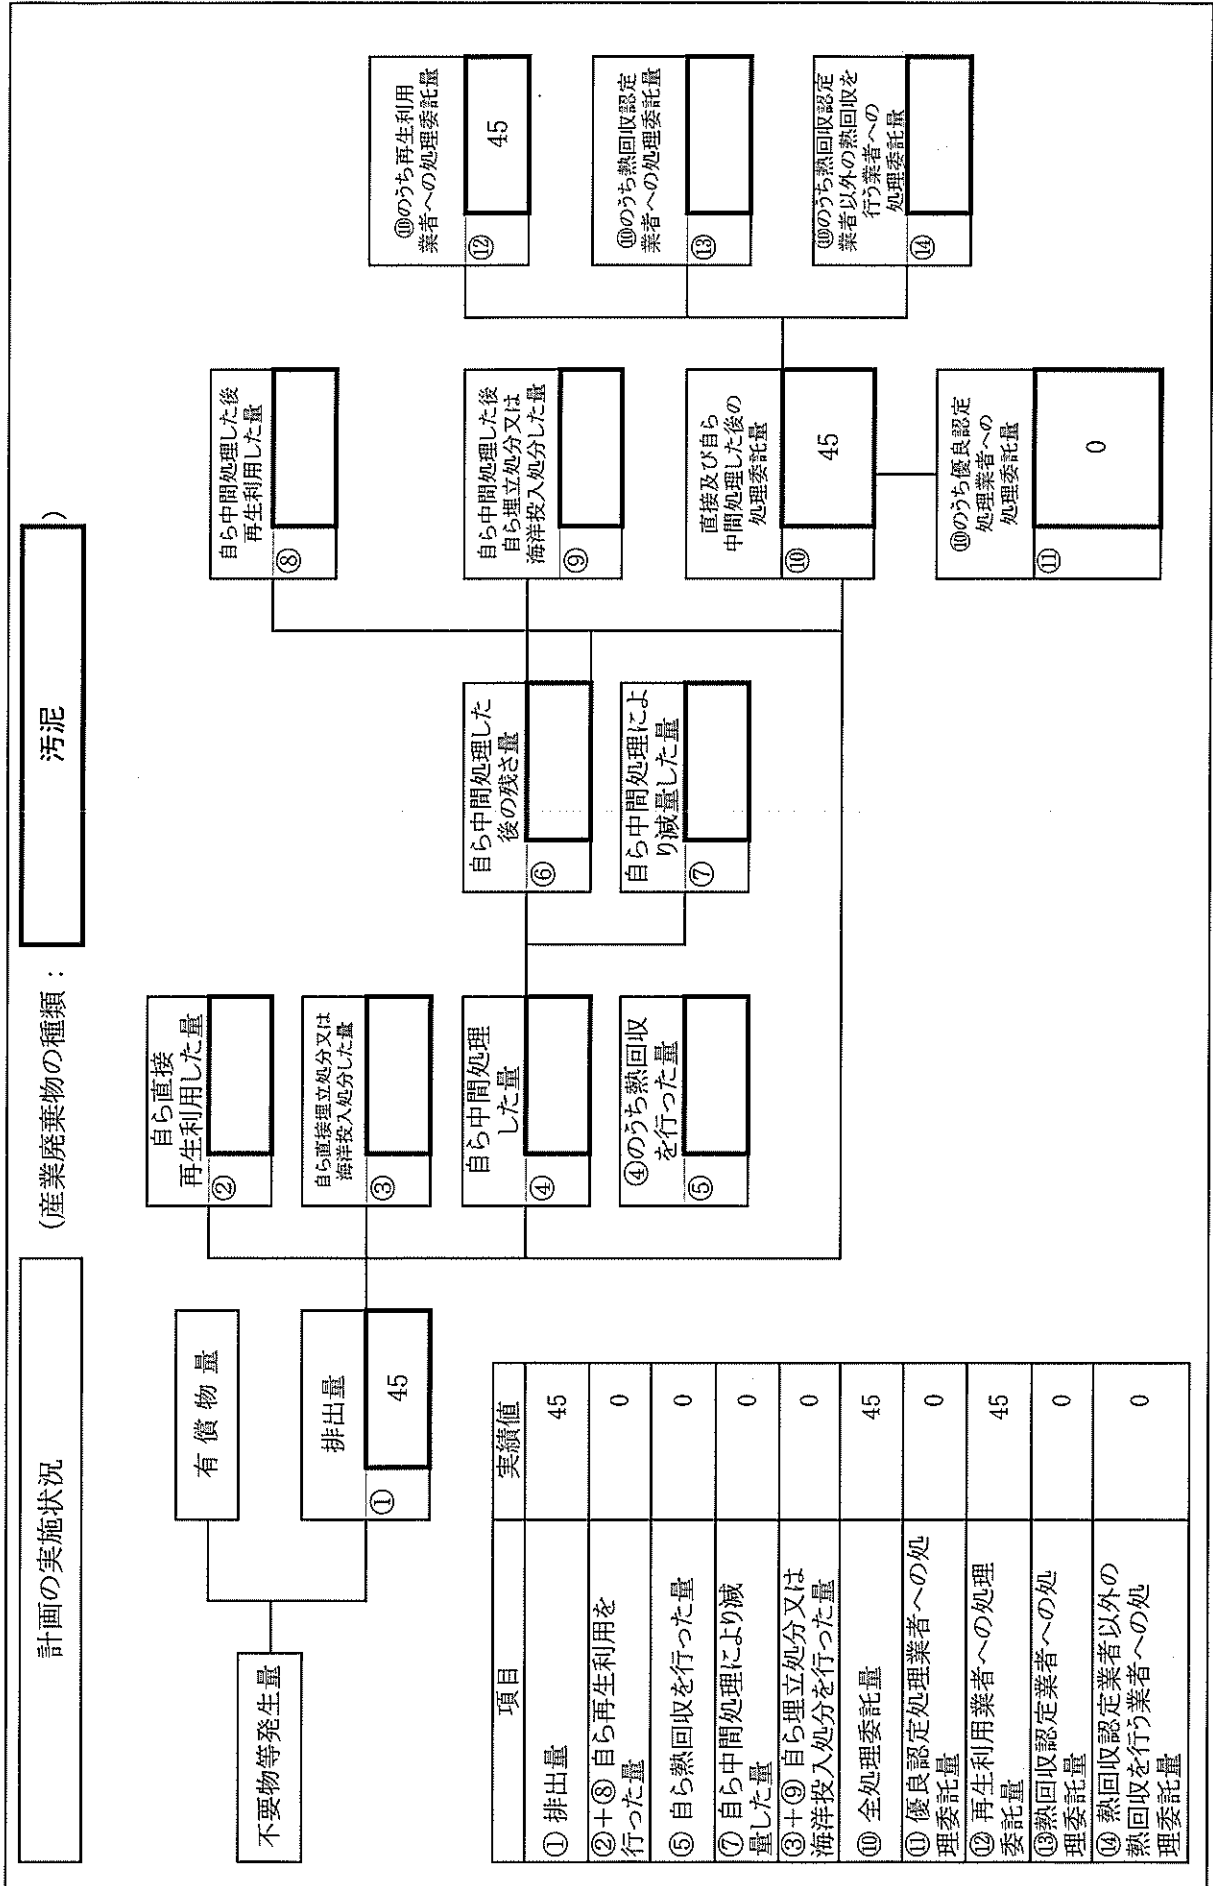 計画の実施状況
(産業廃棄物の種類：
汚泥
)
不要物等発生量
有 償 物 量
排出量
①
45
自ら直接
再生利用した量
②
自ら直接埋立処分又は
海洋投入処分した量
③
自ら中間処理
した量
④
④のうち熱回収
を行った量
⑤
自ら中間処理した
後の残さ量
⑥
自ら中間処理によ
り減量した量
⑦
自ら中間処理した後
再生利用した量
⑧
自ら中間処理した後
自ら埋立処分又は
海洋投入処分した量
⑨
直接及び自ら
中間処理した後の
処理委託量
⑩
45
⑩のうち優良認定
処理業者への
処理委託量
⑪
0
⑩のうち再生利用
業者への処理委託量
⑫
45
⑩のうち熱回収認定
業者への処理委託量
⑬
⑩のうち熱回収認定
業者以外の熱回収を
行う業者への
処理委託量
⑭
項目
実績値
① 排出量
45
②＋⑧ 自ら再生利用を
行った量
0
⑤ 自ら熱回収を行った量
0
⑦ 自ら中間処理により減
量した量
0
③＋⑨ 自ら埋立処分又は
海洋投入処分を行った量
0
⑩ 全処理委託量
45
⑪ 優良認定処理業者への処
理委託量
0
⑫ 再生利用業者への処理
委託量
45
⑬熱回収認定業者への処
理委託量
0
⑭ 熱回収認定業者以外の
熱回収を行う業者への処
理委託量
0